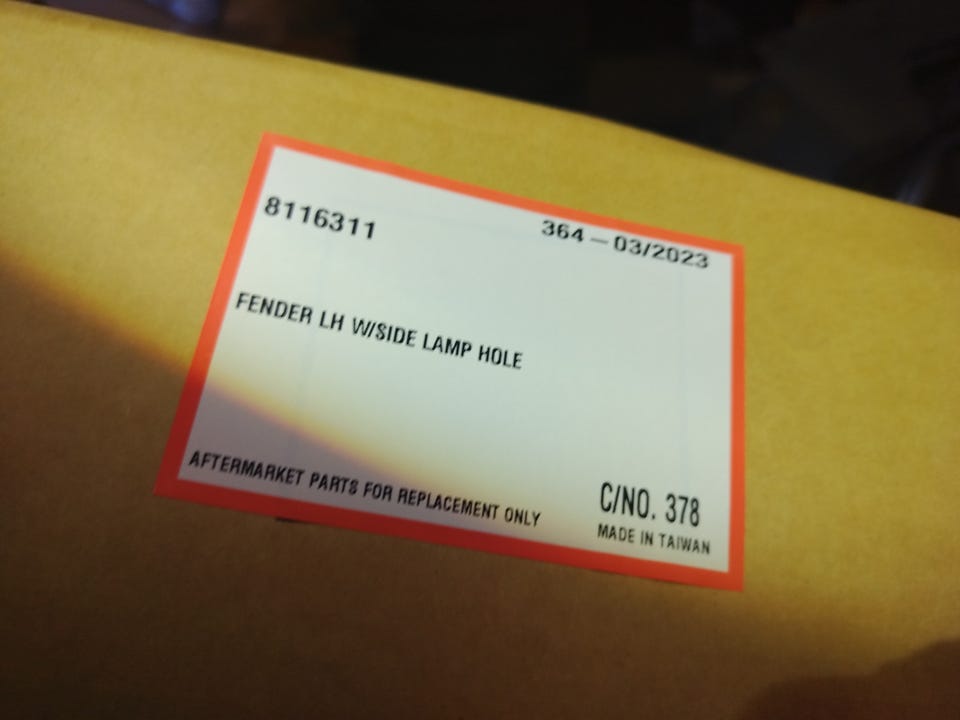 8116311 364 – 03/2023
FENDER LH W/SIDE LAMP HOLE
AFTERMARKET PARTS FOR REPLACEMENT ONLY
C/NO. 378
MADE IN TAIWAN